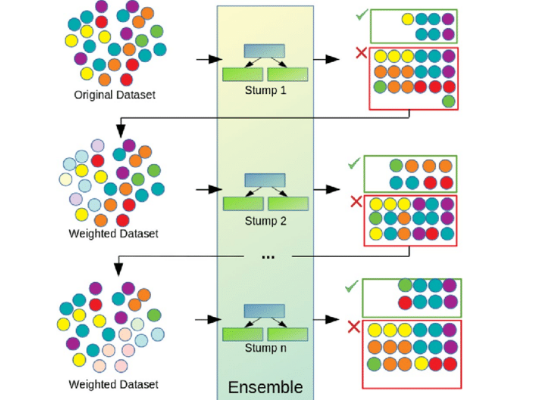 Original Dataset
Stump 1
Weighted Dataset
Stump 2
...
Weighted Dataset
Stump n
Ensemble